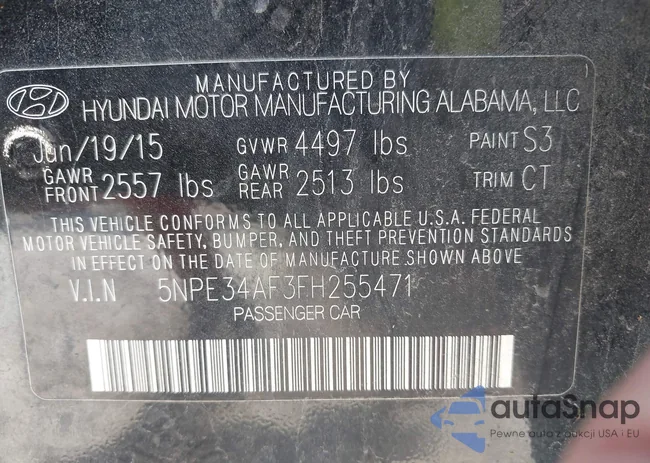 MANUFACTURED BY
HYUNDAI MOTOR MANUFACTURING ALABAMA, LLC
Jun/19/15 GVWR 4497 lbs PAINT S3
GAWR FRONT 2557 lbs GAWR REAR 2513 lbs TRIM CT
THIS VEHICLE CONFORMS TO ALL APPLICABLE U.S.A. FEDERAL
MOTOR VEHICLE SAFETY, BUMPER, AND THEFT PREVENTION STANDARDS
IN EFFECT ON THE DATE OF MANUFACTURE SHOWN ABOVE
V.I.N 5NPE34AF3FH255471
PASSENGER CAR
autaSnap
Pewne auta z aukcji USA i EU